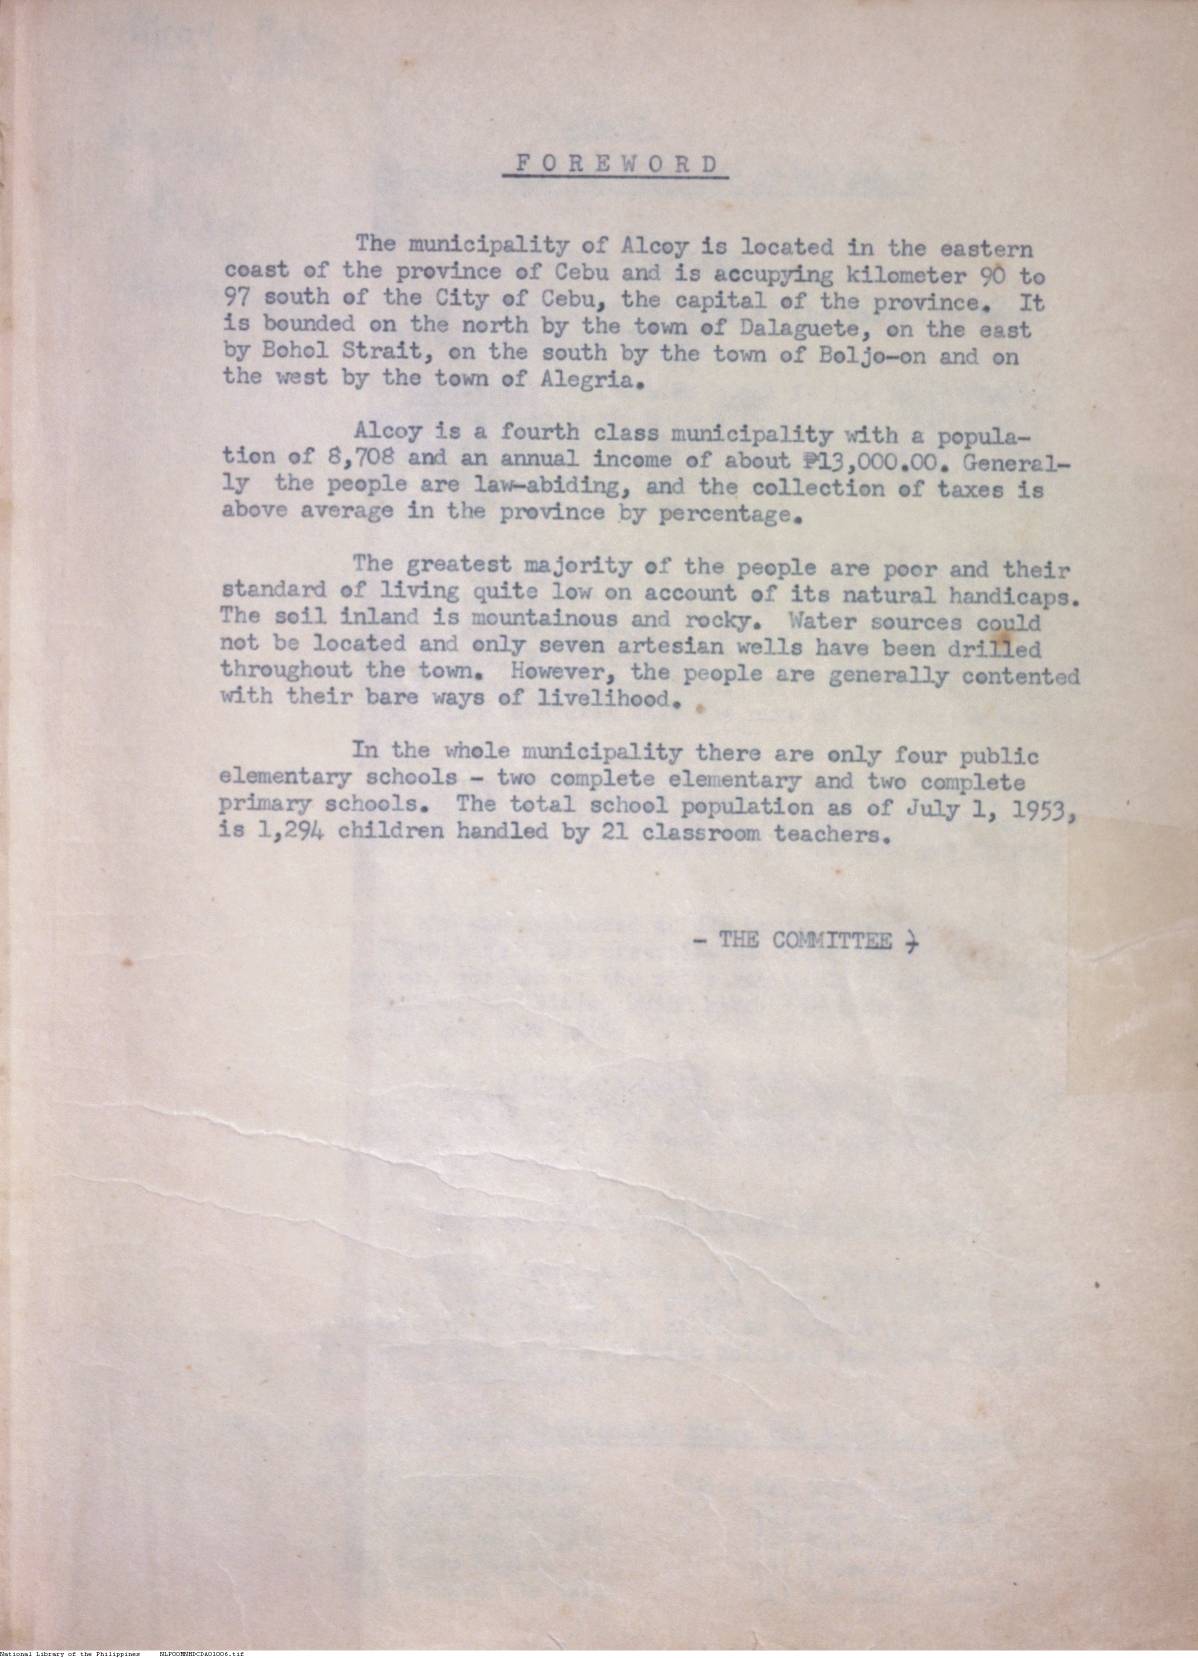 FOREWORD
The municipality of Alcoy is located in the eastern
coast of the province of Cebu and is accupying kilometer 90 to
97 south of the City of Cebu, the capital of the province. It
is bounded on the north by the town of Dalaguete, on the east
by Bohol Strait, on the south by the town of Boljo-on and on
the west by the town of Alegria.
Alcoy is a fourth class municipality with a popula-
tion of 8,708 and an annual income of about ₱13,000.00. General-
ly the people are law-abiding, and the collection of taxes is
above average in the province by percentage.
The greatest majority of the people are poor and their
standard of living quite low on account of its natural handicaps.
The soil inland is mountainous and rocky. Water sources could
not be located and only seven artesian wells have been drilled
throughout the town. However, the people are generally contented
with their bare ways of livelihood.
In the whole municipality there are only four public
elementary schools - two complete elementary and two complete
primary schools. The total school population as of July 1, 1953,
is 1,294 children handled by 21 classroom teachers.
- THE COMMITTEE -
National Library of the Philippines